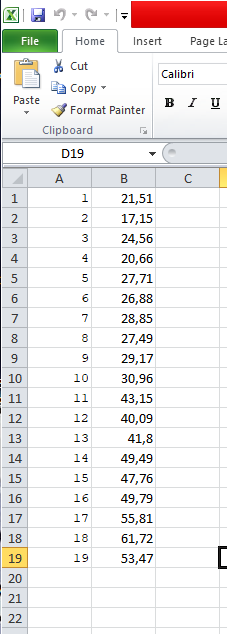 File Home Insert Page La
Cut
Copy
Format Painter
Paste
Clipboard
Calibri
B I U
D19
A B C
1 1 21,51
2 2 17,15
3 3 24,56
4 4 20,66
5 5 27,71
6 6 26,88
7 7 28,85
8 8 27,49
9 9 29,17
10 10 30,96
11 11 43,15
12 12 40,09
13 13 41,8
14 14 49,49
15 15 47,76
16 16 49,79
17 17 55,81
18 18 61,72
19 19 53,47
20
21
22